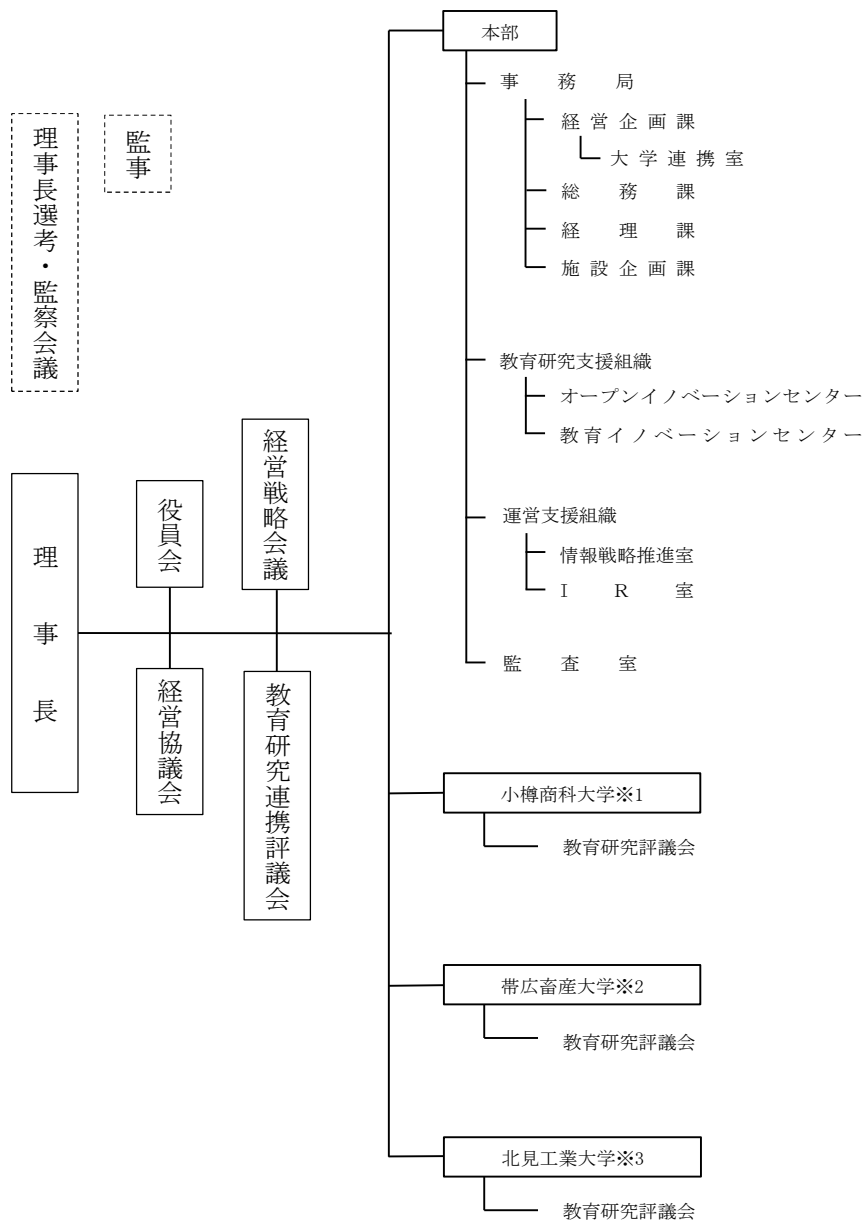 理事長選考・監察会議
監事
理事長
役員会
経営協議会
経営戦略会議
教育研究連携評議会
本部
事務局
経営企画課
大学連携室
総務課
経理課
施設企画課
教育研究支援組織
オープンイノベーションセンター
教育イノベーションセンター
運営支援組織
情報戦略推進室
ＩＲ室
監査室
小樽商科大学※1
教育研究評議会
帯広畜産大学※2
教育研究評議会
北見工業大学※3
教育研究評議会